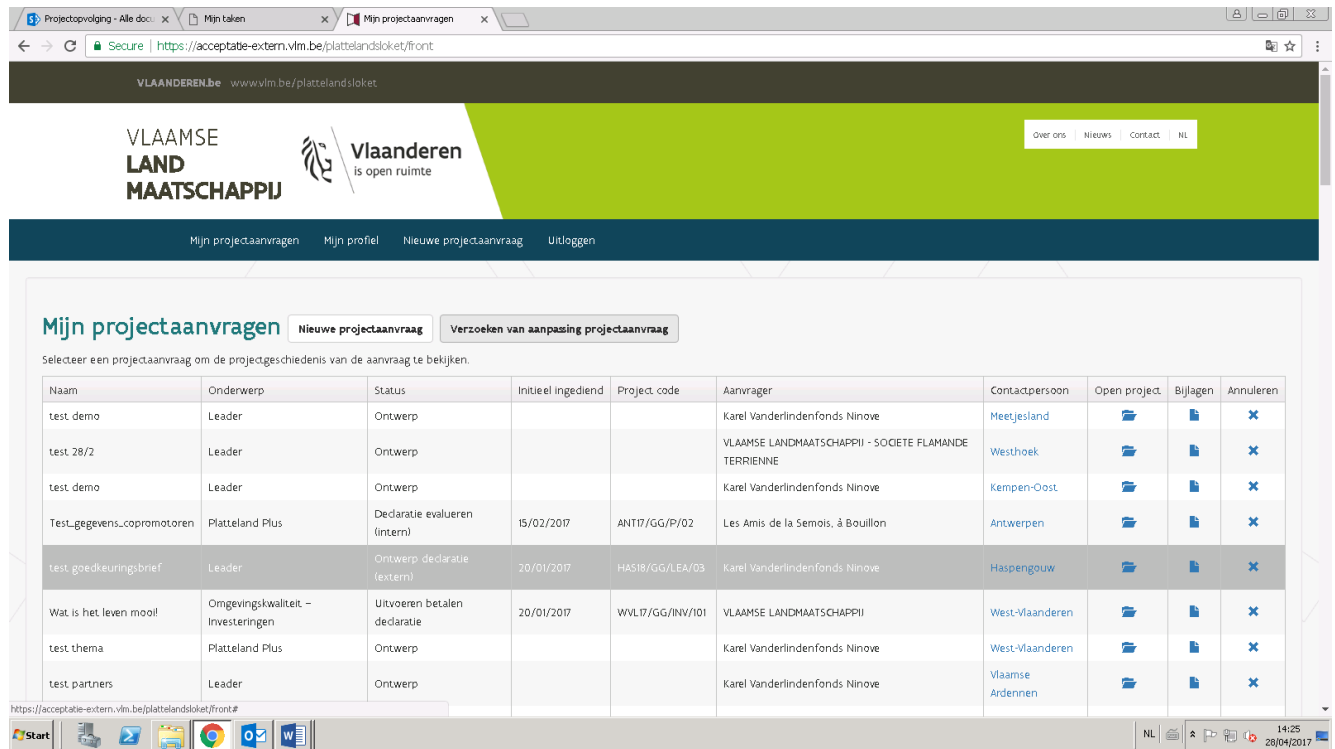 Projectopvolging - Alle docu
Mijn taken
Mijn projectaanvragen
Secure | https://acceptatie-extern.vlm.be/plattelandsloket/front
VLAANDEREN.be www.vlm.be/plattelandsloket
VLAAMSE
LAND
MAATSCHAPPIJ
Vlaanderen
is open ruimte
Over ons Nieuws Contact NL
Mijn projectaanvragen Mijn profiel Nieuwe projectaanvraag Uitloggen
Mijn projectaanvragen Nieuwe projectaanvraag Verzoeken van aanpassing projectaanvraag
Selecteer een projectaanvraag om de projectgeschiedenis van de aanvraag te bekijken.
Naam Onderwerp Status Initieel ingediend Project code Aanvrager Contactpersoon Open project Bijlagen Annuleren
test demo Leader Ontwerp Karel Vanderlindenfonds Ninove Meetjesland
test 28/2 Leader Ontwerp VLAAMSE LANDMAATSCHAPPIJ - SOCIETE FLAMANDE TERRIENNE Westhoek
test demo Leader Ontwerp Karel Vanderlindenfonds Ninove Kempen-Oost
Test_gegevens_copromotoren Platteland Plus Declaratie evalueren (intern) 15/02/2017 ANT17/GG/P/02 Les Amis de la Semois, à Bouillon Antwerpen
test goedkeuringsbrief Leader Ontwerp declaratie (extern) 20/01/2017 HAS18/GG/LEA/03 Karel Vanderlindenfonds Ninove Haspengouw
Wat is het leven mooi! Omgevingskwaliteit – Investeringen Uitvoeren betalen declaratie 20/01/2017 WVL17/GG/INV/101 VLAAMSE LANDMAATSCHAPPIJ West-Vlaanderen
test thema Platteland Plus Ontwerp Karel Vanderlindenfonds Ninove West-Vlaanderen
test partners Leader Ontwerp Karel Vanderlindenfonds Ninove Vlaamse Ardennen
https://acceptatie-extern.vlm.be/plattelandsloket/front#
Start
NL
14:25
28/04/2017